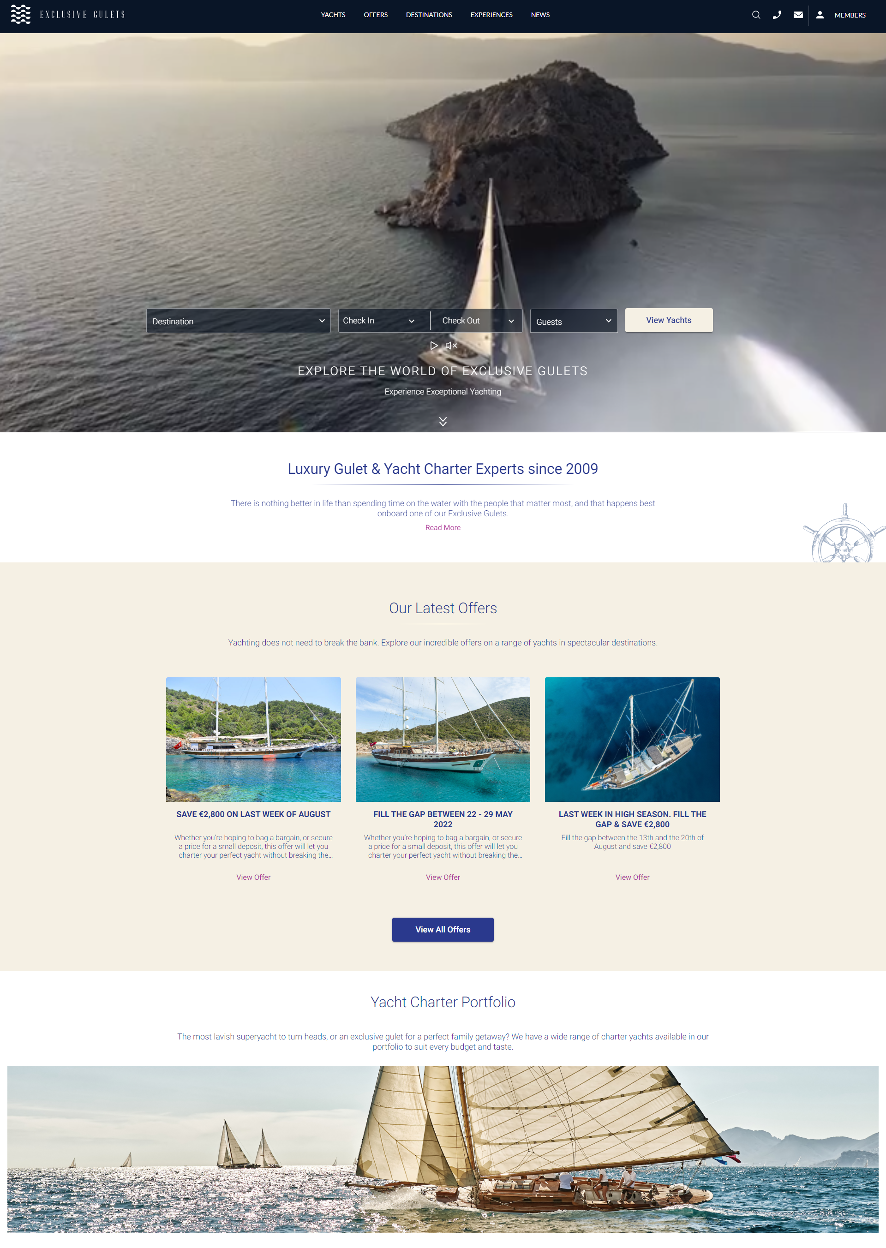 EXCLUSIVE GULETS
YACHTS OFFERS DESTINATIONS EXPERIENCES NEWS
MEMBERS
Destination
Check In
Check Out
Guests
View Yachts
EXPLORE THE WORLD OF EXCLUSIVE GULETS
Experience Exceptional Yachting
Luxury Gulet & Yacht Charter Experts since 2009
There is nothing better in life than spending time on the water with the people that matter most, and that happens best
onboard one of our Exclusive Gulets
Read More
Our Latest Offers
Yachting does not need to break the bank. Explore our incredible offers on a range of yachts in spectacular destinations.
SAVE €2,800 ON LAST WEEK OF AUGUST
Whether you're hoping to bag a bargain, or secure
a price for a small deposit, this offer will let you
charter your perfect yacht without breaking the...
View Offer
FILL THE GAP BETWEEN 22 - 29 MAY
2022
Whether you're hoping to bag a bargain, or secure
a price for a small deposit, this offer will let you
charter your perfect yacht without breaking the...
View Offer
LAST WEEK IN HIGH SEASON. FILL THE
GAP & SAVE €2,800
Fill the gap between the 13th and the 20th of
August and save €2,800
View Offer
View All Offers
Yacht Charter Portfolio
The most lavish superyacht to turn heads, or an exclusive gulet for a perfect family getaway? We have a wide range of charter yachts available in our
portfolio to suit every budget and taste.